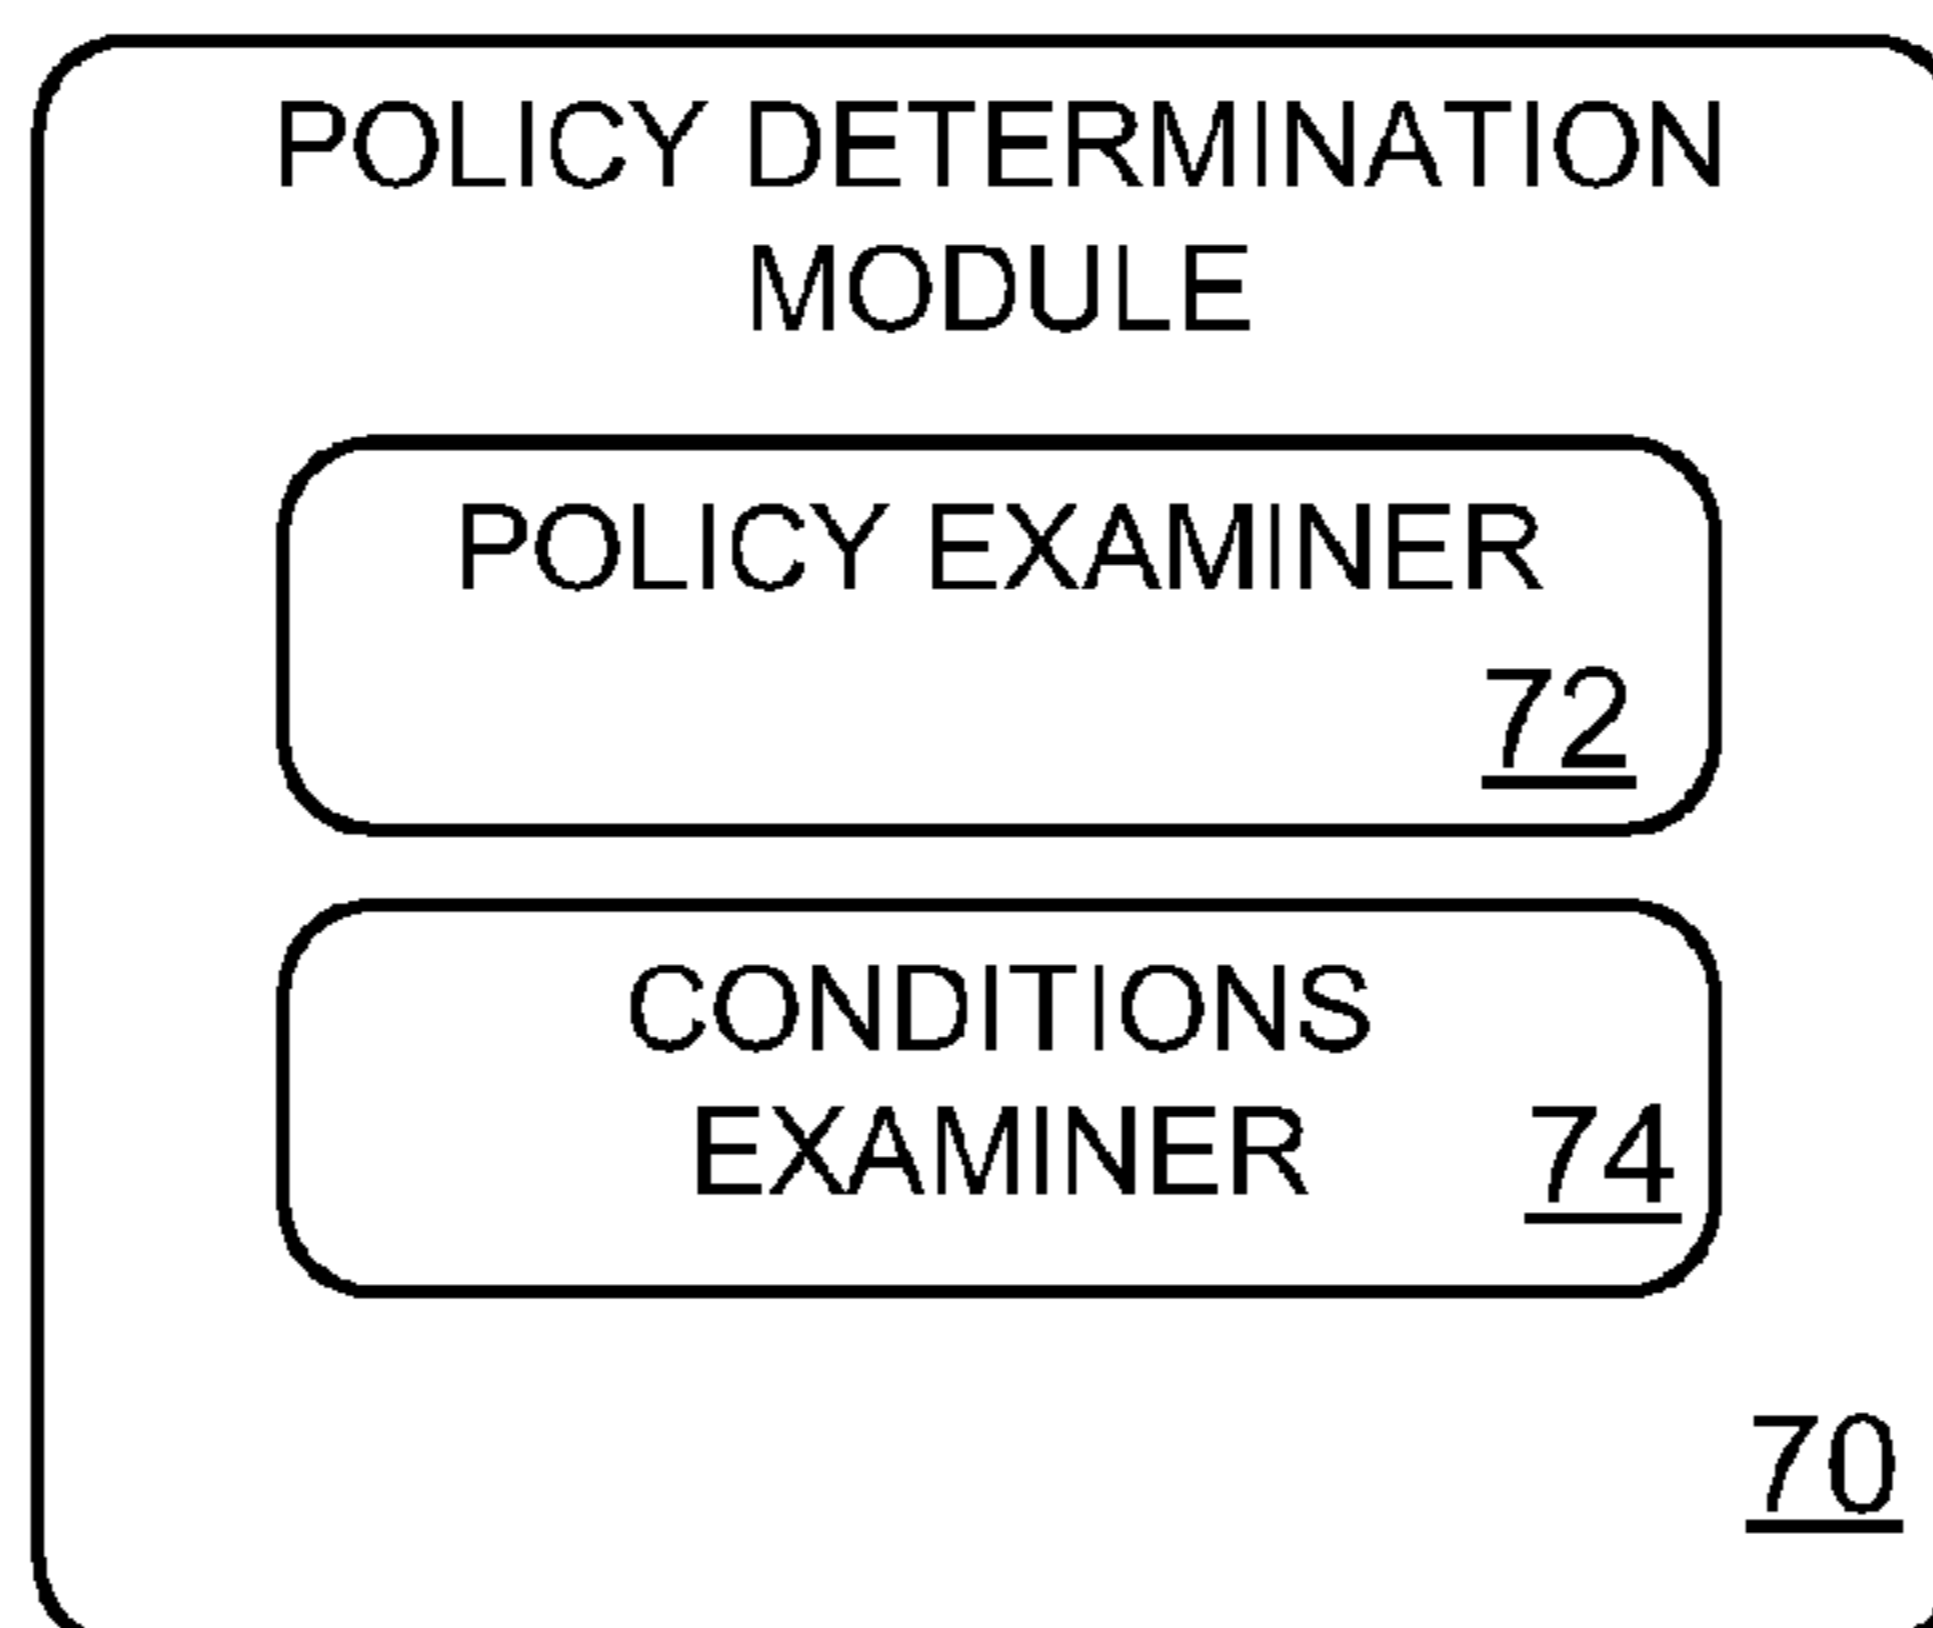 POLICY DETERMINATION
MODULE
POLICY EXAMINER
72
CONDITIONS
EXAMINER 74
70